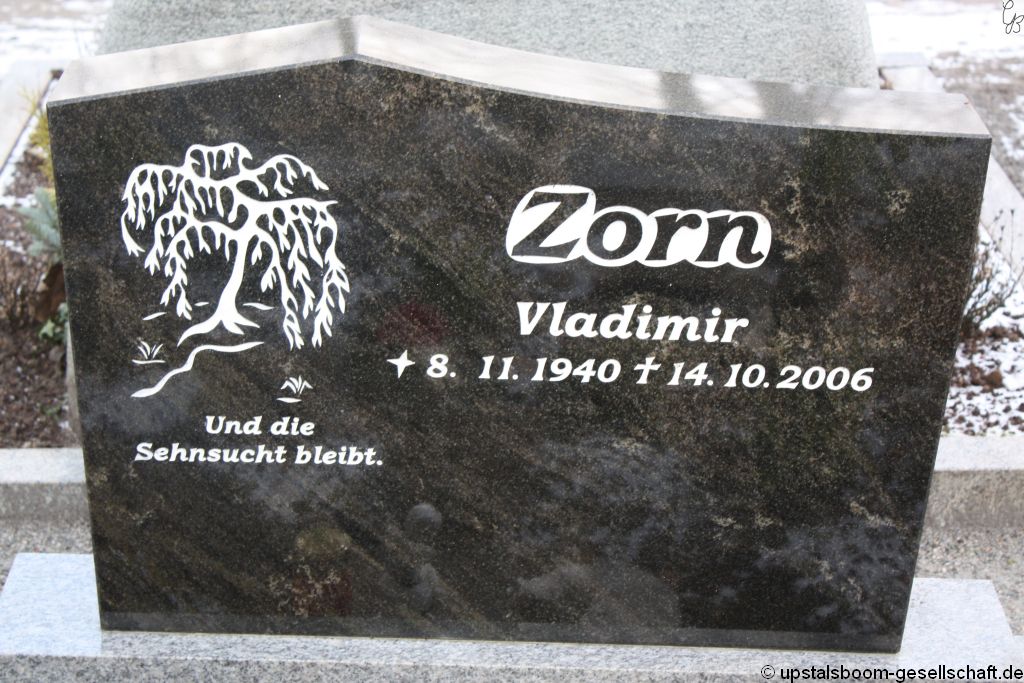 Zorn
Vladimir
✦ 8. 11. 1940 ✝ 14. 10. 2006
Und die
Sehnsucht bleibt.
© upstalsboom-gesellschaft.de